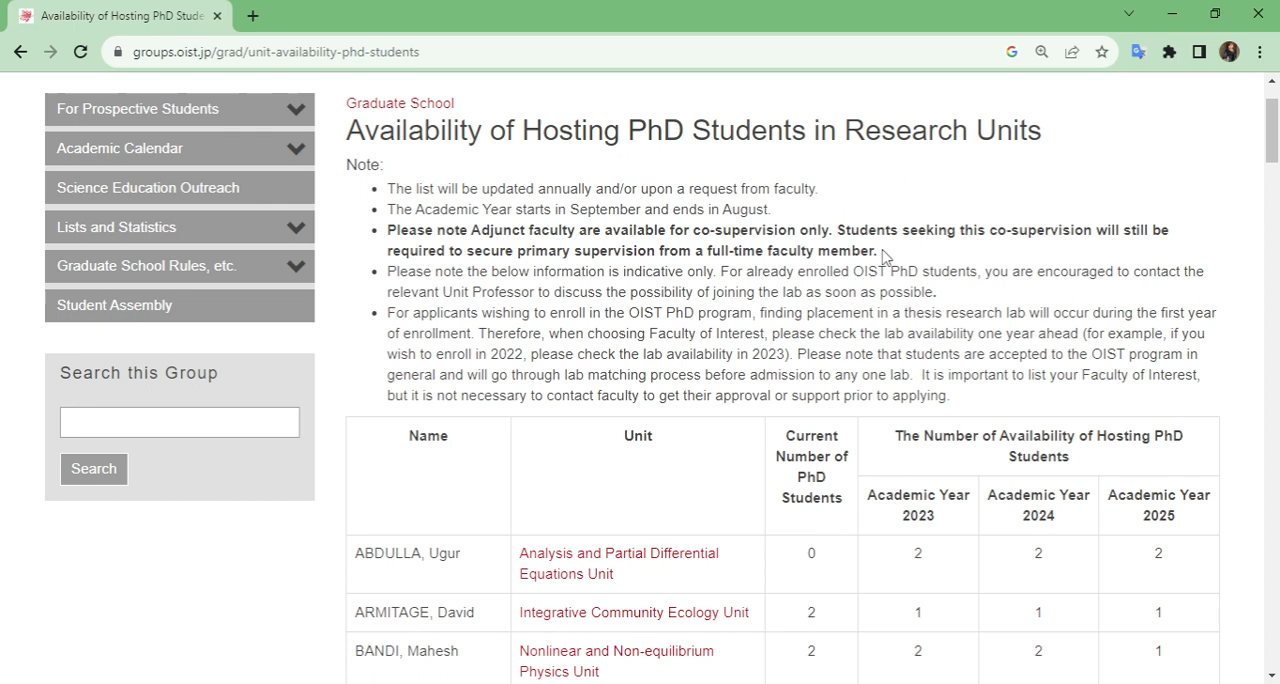 Availability of Hosting PhD Stude
groups.oist.jp/grad/unit-availability-phd-students
For Prospective Students
Academic Calendar
Science Education Outreach
Lists and Statistics
Graduate School Rules, etc.
Student Assembly
Search this Group
Search
Graduate School
Availability of Hosting PhD Students in Research Units
Note:
• The list will be updated annually and/or upon a request from faculty.
• The Academic Year starts in September and ends in August.
• Please note Adjunct faculty are available for co-supervision only. Students seeking this co-supervision will still be
required to secure primary supervision from a full-time faculty member.
• Please note the below information is indicative only. For already enrolled OIST PhD students, you are encouraged to contact the
relevant Unit Professor to discuss the possibility of joining the lab as soon as possible.
• For applicants wishing to enroll in the OIST PhD program, finding placement in a thesis research lab will occur during the first year
of enrollment. Therefore, when choosing Faculty of Interest, please check the lab availability one year ahead (for example, if you
wish to enroll in 2022, please check the lab availability in 2023). Please note that students are accepted to the OIST program in
general and will go through lab matching process before admission to any one lab. It is important to list your Faculty of Interest,
but it is not necessary to contact faculty to get their approval or support prior to applying.
Name
Unit
Current
Number of
PhD
Students
The Number of Availability of Hosting PhD
Students
Academic Year
2023
Academic Year
2024
Academic Year
2025
ABDULLA, Ugur
Analysis and Partial Differential
Equations Unit
0 2 2 2
ARMITAGE, David
Integrative Community Ecology Unit
2 1 1 1
BANDI, Mahesh
Nonlinear and Non-equilibrium
Physics Unit
2 2 2 1